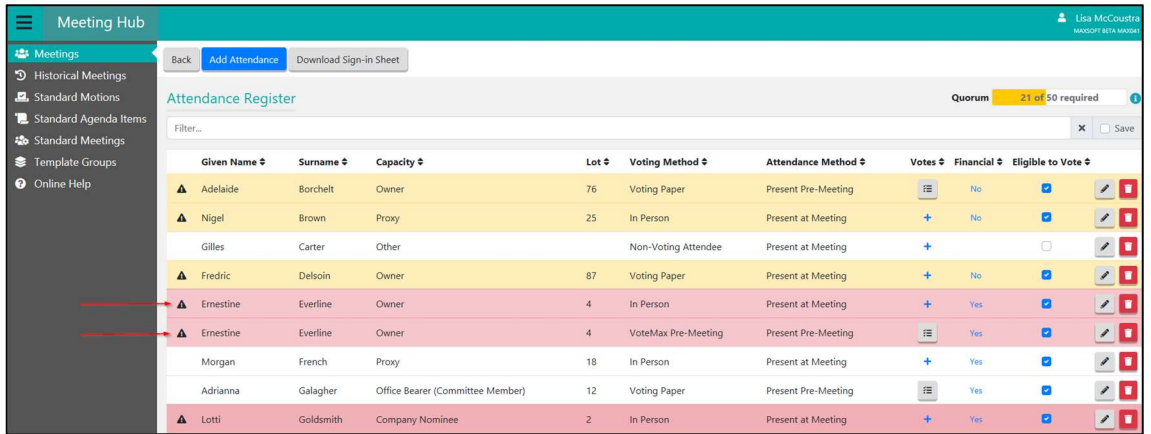 Meeting Hub
Lisa McCoustra
MAXSOFT BETA MAX041
Meetings
Historical Meetings
Standard Motions
Standard Agenda Items
Standard Meetings
Template Groups
Online Help
Back Add Attendance Download Sign-in Sheet
Attendance Register
Quorum 21 of 50 required
Filter...
Save
Given Name Surname Capacity Lot Voting Method Attendance Method Votes Financial Eligible to Vote
Adelaide Borchelt Owner 76 Voting Paper Present Pre-Meeting No
Nigel Brown Proxy 25 In Person Present at Meeting No
Gilles Carter Other Non-Voting Attendee Present at Meeting
Fredric Delsoin Owner 87 Voting Paper Present at Meeting No
Ernestine Everline Owner 4 In Person Present at Meeting Yes
Ernestine Everline Owner 4 VoteMax Pre-Meeting Present Pre-Meeting Yes
Morgan French Proxy 18 In Person Present at Meeting Yes
Adrianna Galagher Office Bearer (Committee Member) 12 Voting Paper Present Pre-Meeting Yes
Lotti Goldsmith Company Nominee 2 In Person Present at Meeting Yes